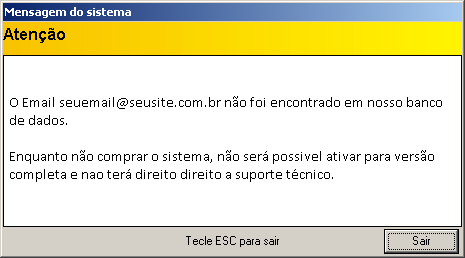 Mensagem do sistema
Atenção
O Email seuemail@seusite.com.br não foi encontrado em nosso banco
de dados.
Enquanto não comprar o sistema, não será possivel ativar para versão
completa e nao terá direito direito a suporte técnico.
Tecle ESC para sair
Sair